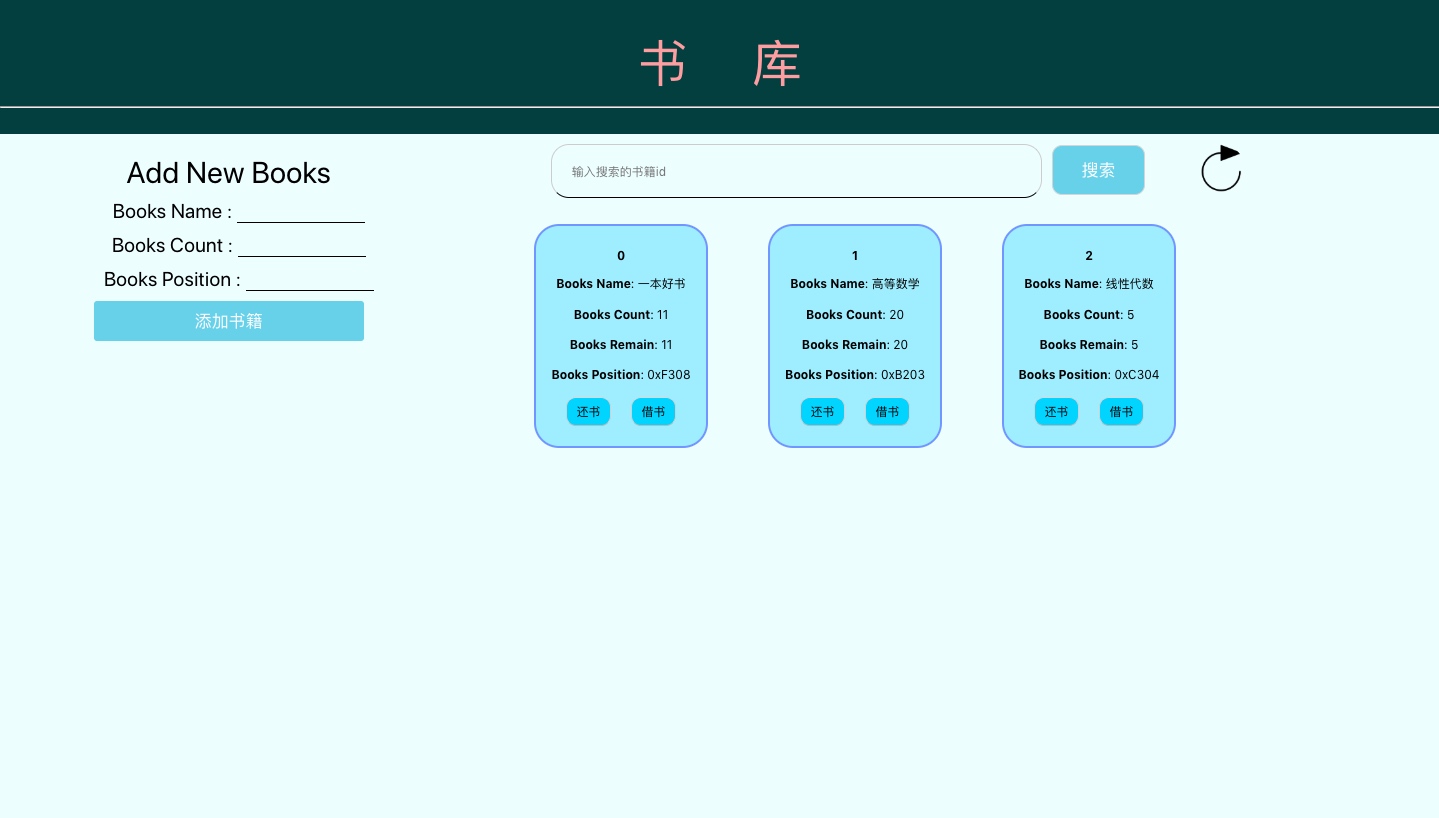 书 库
Add New Books
Books Name :
Books Count :
Books Position :
添加书籍
输入搜索的书籍id
搜索
0
Books Name: 一本好书
Books Count: 11
Books Remain: 11
Books Position: 0xF308
还书 借书
1
Books Name: 高等数学
Books Count: 20
Books Remain: 20
Books Position: 0xB203
还书 借书
2
Books Name: 线性代数
Books Count: 5
Books Remain: 5
Books Position: 0xC304
还书 借书